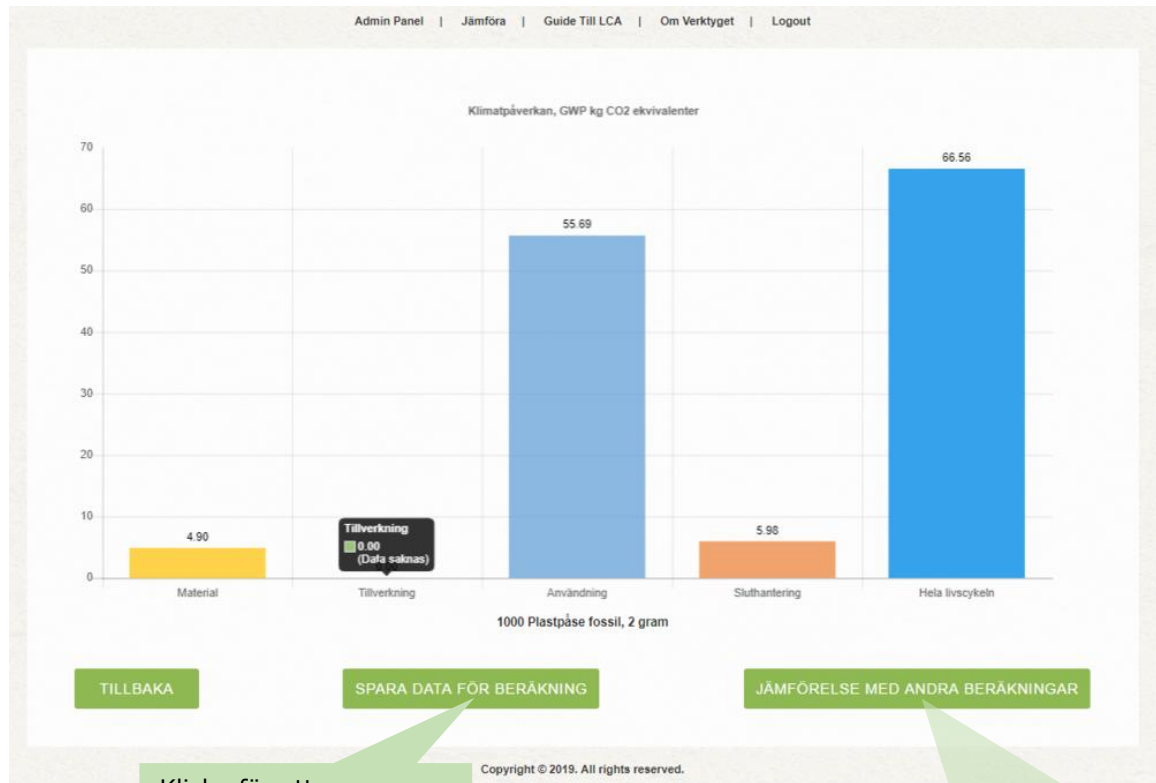 Admin Panel | Jämföra | Guide Till LCA | Om Verktyget | Logout
Klimatpåverkan, GWP kg CO2 ekvivalenter
70
60
50
40
30
20
10
0
4.90
Tillverkning
0.00
(Data saknas)
55.69
5.98
66.56
Material
Tillverkning
Användning
Sluthantering
Hela livscykeln
1000 Plastpåse fossil, 2 gram
TILLBAKA
SPARA DATA FÖR BERÄKNING
JÄMFÖRELSE MED ANDRA BERÄKNINGAR
Copyright © 2019. All rights reserved.